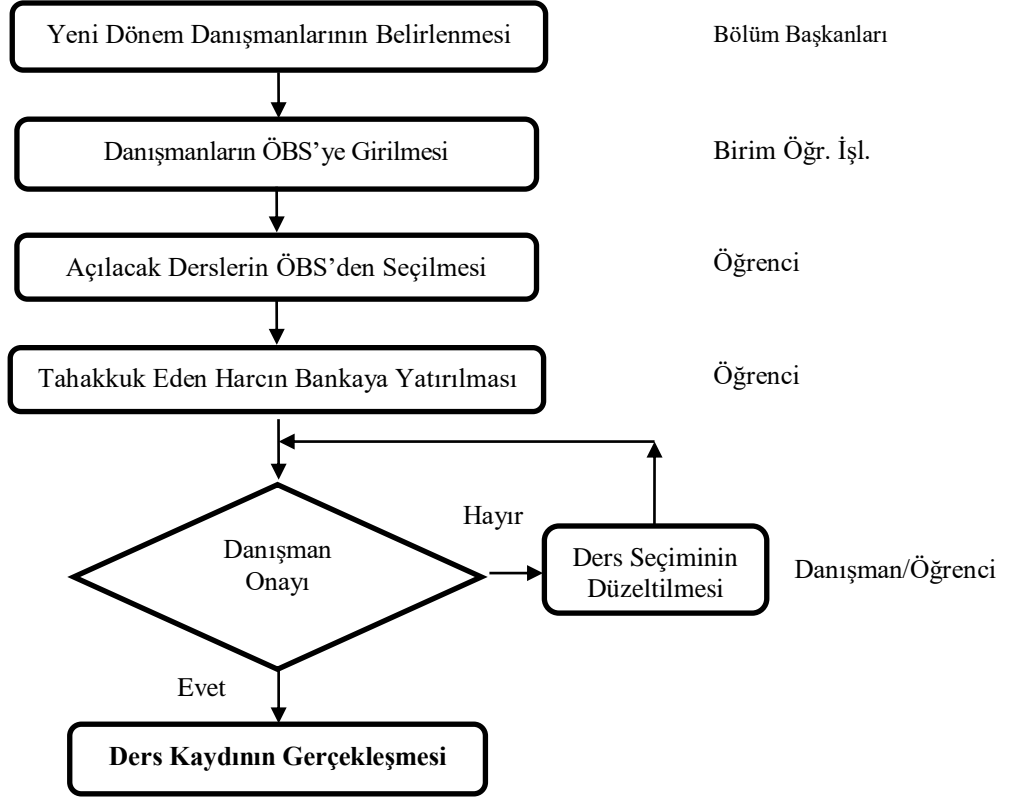 Yeni Dönem Danışmanlarının Belirlenmesi
Bölüm Başkanları
Danışmanların ÖBS’ye Girilmesi
Birim Öğr. İşl.
Açılacak Derslerin ÖBS’den Seçilmesi
Öğrenci
Tahakkuk Eden Harcın Bankaya Yatırılması
Öğrenci
Danışman
Onayı
Hayır
Ders Seçiminin
Düzeltilmesi
Danışman/Öğrenci
Evet
Ders Kaydının Gerçekleşmesi